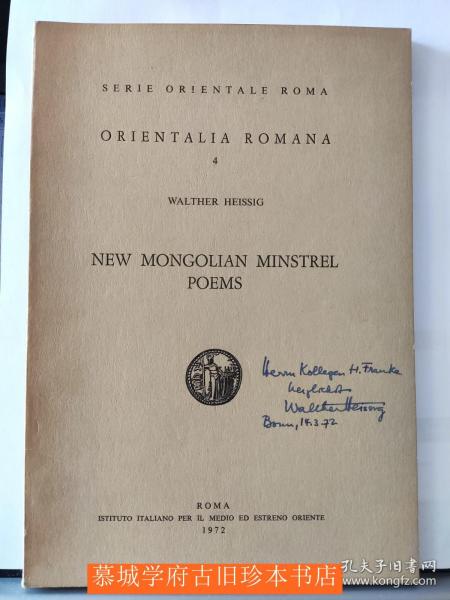 SERIE ORIENTALE ROMA
ORIENTALIA ROMANA
4
WALTHER HEISSIG
NEW MONGOLIAN MINSTREL
POEMS
Herrn Kollegen H. Franke
herzlichst
Walther Heissig
Bonn, 14.3.72
ROMA
ISTITUTO ITALIANO PER IL MEDIO ED ESTRENO ORIENTE
1972
慕城学府古旧珍本书店
孔夫子旧书网
kongfz.com